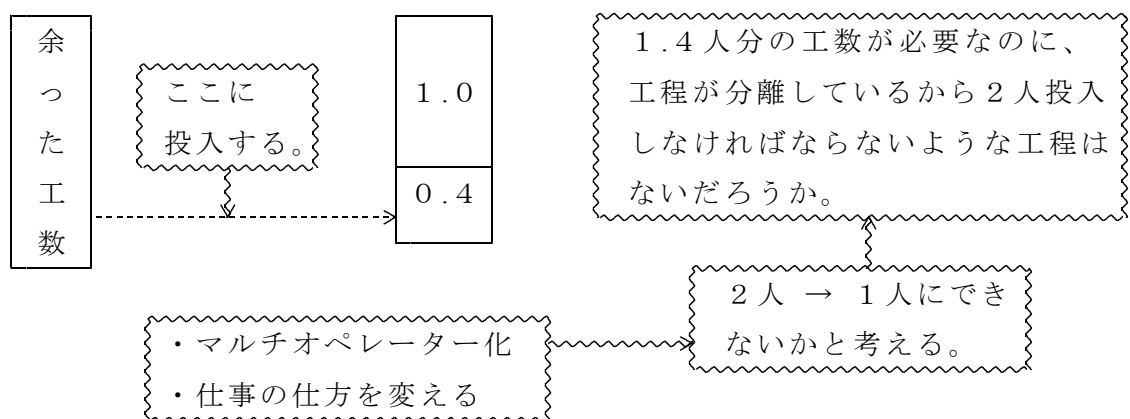 余った工数
ここに
投入する。
１.０
０.４
１.４人分の工数が必要なのに、
工程が分離しているから２人投入
しなければならないような工程は
ないだろうか。
２人 → １人にでき
ないかと考える。
・マルチオペレーター化
・仕事の仕方を変える